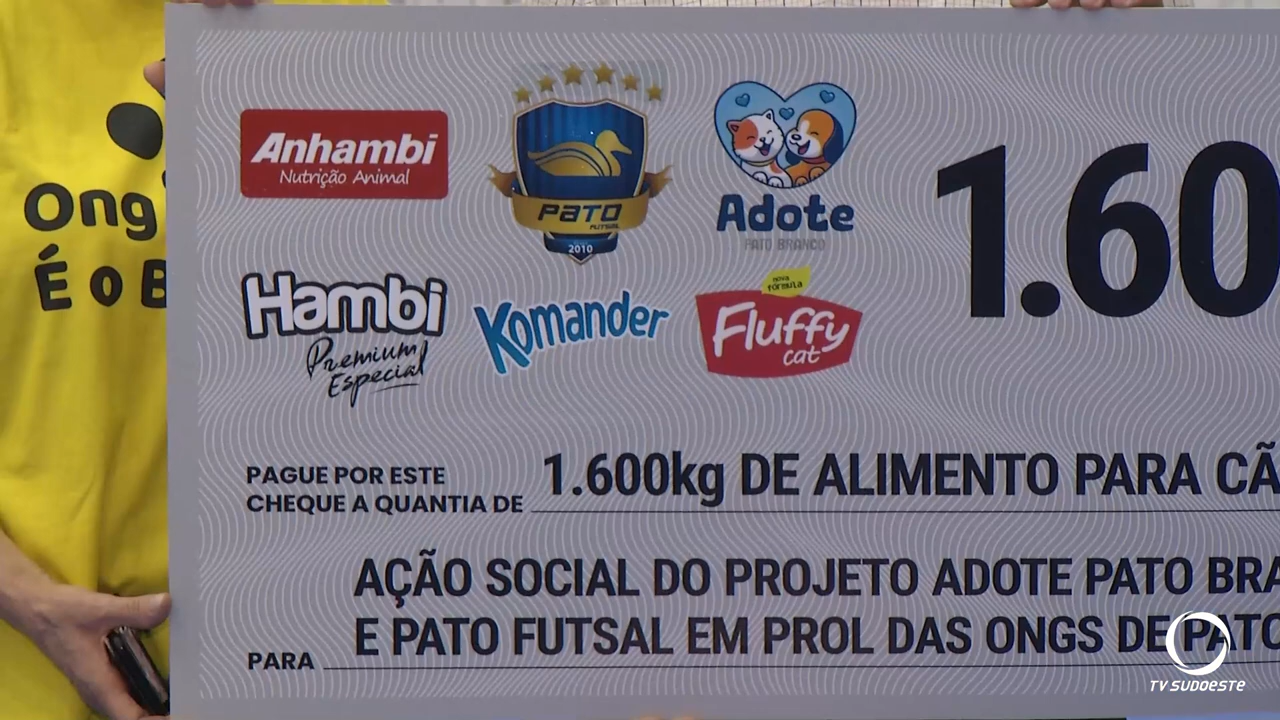 Ong
É O B
Anhambi
Nutrição Animal
PATO
FUTSAL
2010
Adote
PATO BRANCO
1.60
Hambi
Premium
Especial
Komander
nova
fórmula
Fluffy
cat
PAGUE POR ESTE
CHEQUE A QUANTIA DE
1.600kg DE ALIMENTO PARA CÃ
AÇÃO SOCIAL DO PROJETO ADOTE PATO BRA
E PATO FUTSAL EM PROL DAS ONGS DE PATO
PARA
TV SUDOESTE